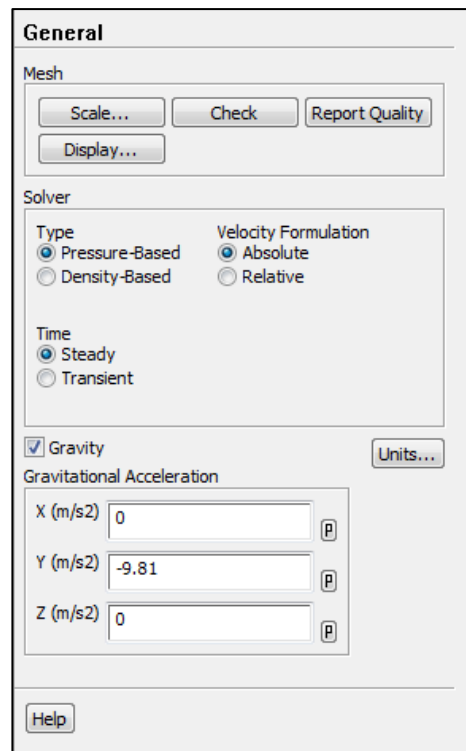 General
Mesh
Scale... Check Report Quality
Display...
Solver
Type Velocity Formulation
Pressure-Based Absolute
Density-Based Relative
Time
Steady
Transient
Gravity Units...
Gravitational Acceleration
X (m/s2) 0 P
Y (m/s2) -9.81 P
Z (m/s2) 0 P
Help